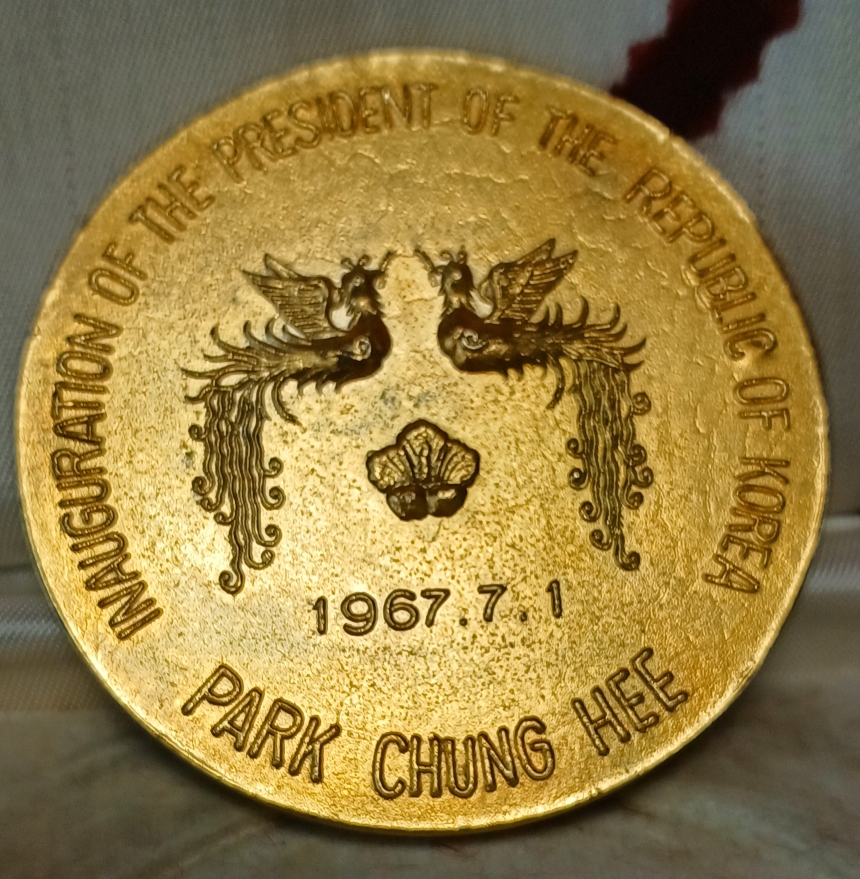 INAUGURATION OF THE PRESIDENT OF THE REPUBLIC OF KOREA
1967.7.1
PARK CHUNG HEE